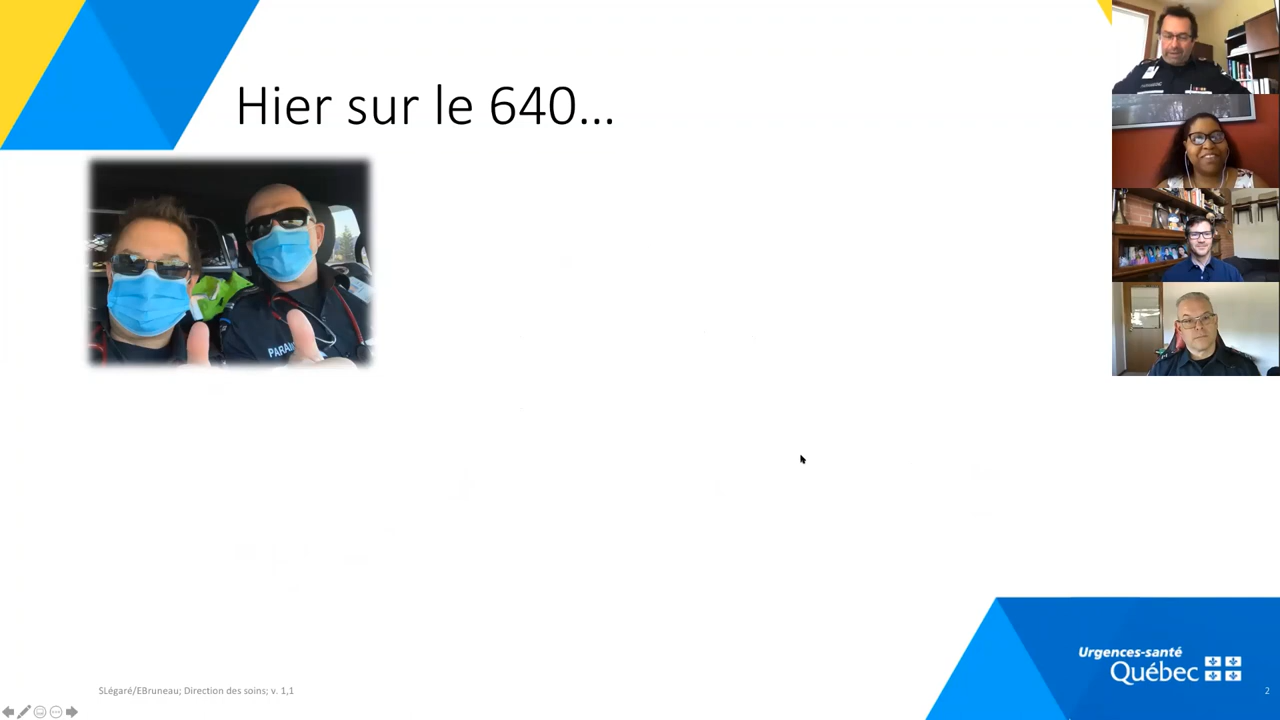 Hier sur le 640...
PARAM
Urgences-santé
Québec
SLégaré/EBruneau; Direction des soins; v. 1,1
2